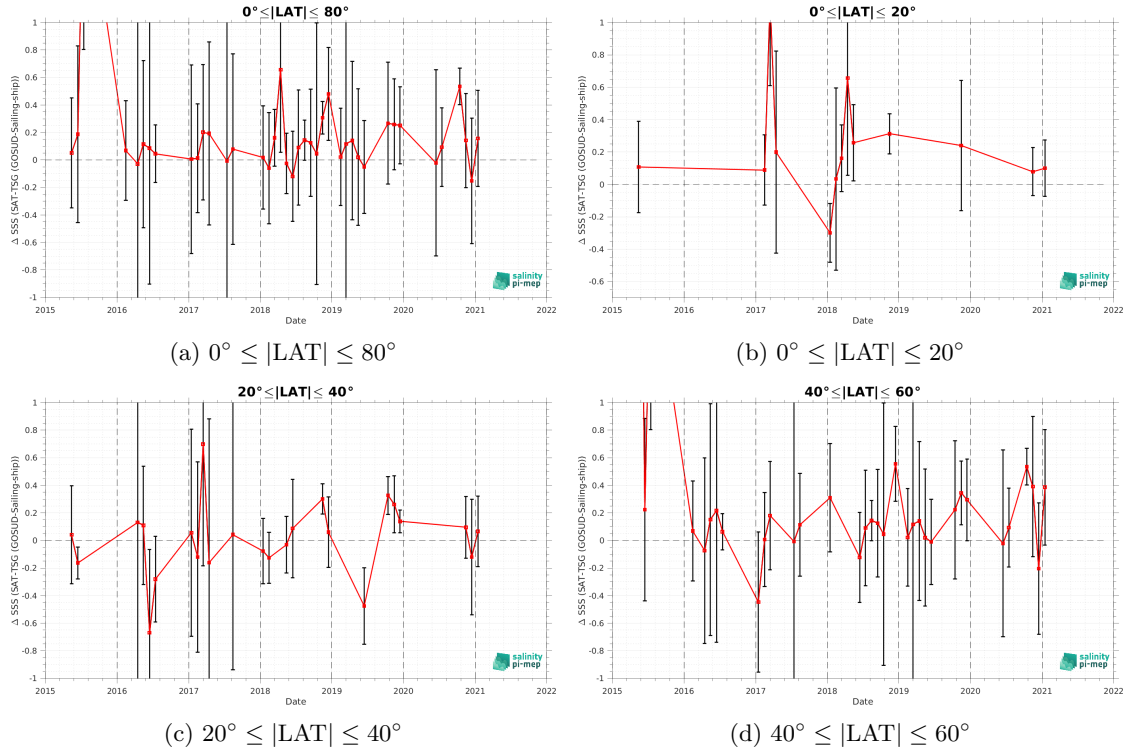 0°≤|LAT|≤ 80°
1
0.8
0.6
0.4
0.2
0
-0.2
-0.4
-0.6
-0.8
-1
Δ SSS (SAT-TSG (GOSUD-Sailing-ship))
2015 2016 2017 2018 2019 2020 2021 2022
Date
salinity
pi-mep
(a) 0° ≤ |LAT| ≤ 80°
0°≤|LAT|≤ 20°
1
0.8
0.6
0.4
0.2
0
-0.2
-0.4
-0.6
Δ SSS (SAT-TSG (GOSUD-Sailing-ship))
2015 2016 2017 2018 2019 2020 2021 2022
Date
salinity
pi-mep
(b) 0° ≤ |LAT| ≤ 20°
20°≤|LAT|≤ 40°
1
0.8
0.6
0.4
0.2
0
-0.2
-0.4
-0.6
-0.8
-1
Δ SSS (SAT-TSG (GOSUD-Sailing-ship))
2015 2016 2017 2018 2019 2020 2021 2022
Date
salinity
pi-mep
(c) 20° ≤ |LAT| ≤ 40°
40°≤|LAT|≤ 60°
1
0.8
0.6
0.4
0.2
0
-0.2
-0.4
-0.6
-0.8
-1
Δ SSS (SAT-TSG (GOSUD-Sailing-ship))
2015 2016 2017 2018 2019 2020 2021 2022
Date
salinity
pi-mep
(d) 40° ≤ |LAT| ≤ 60°